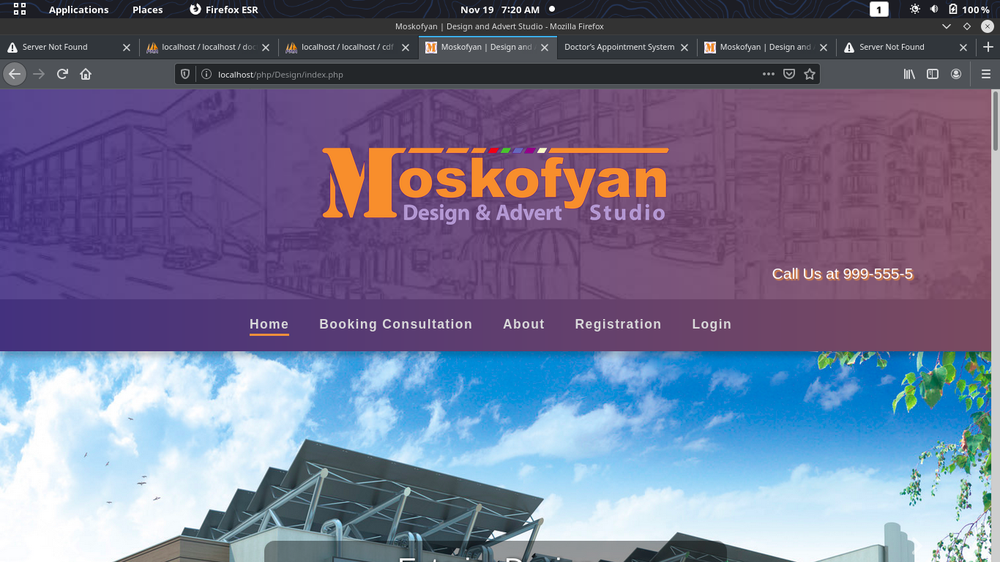 Applications Places Firefox ESR Nov 19 7:20 AM 1 100 %
Moskofyan | Design and Advert Studio - Mozilla Firefox
Server Not Found localhost / localhost / doc localhost / localhost / cdf Moskofyan | Design and Doctor's Appointment System Moskofyan | Design and Server Not Found
localhost/php/Design/index.php
Moskofyan
Design & Advert Studio
Call Us at 999-555-5
Home Booking Consultation About Registration Login